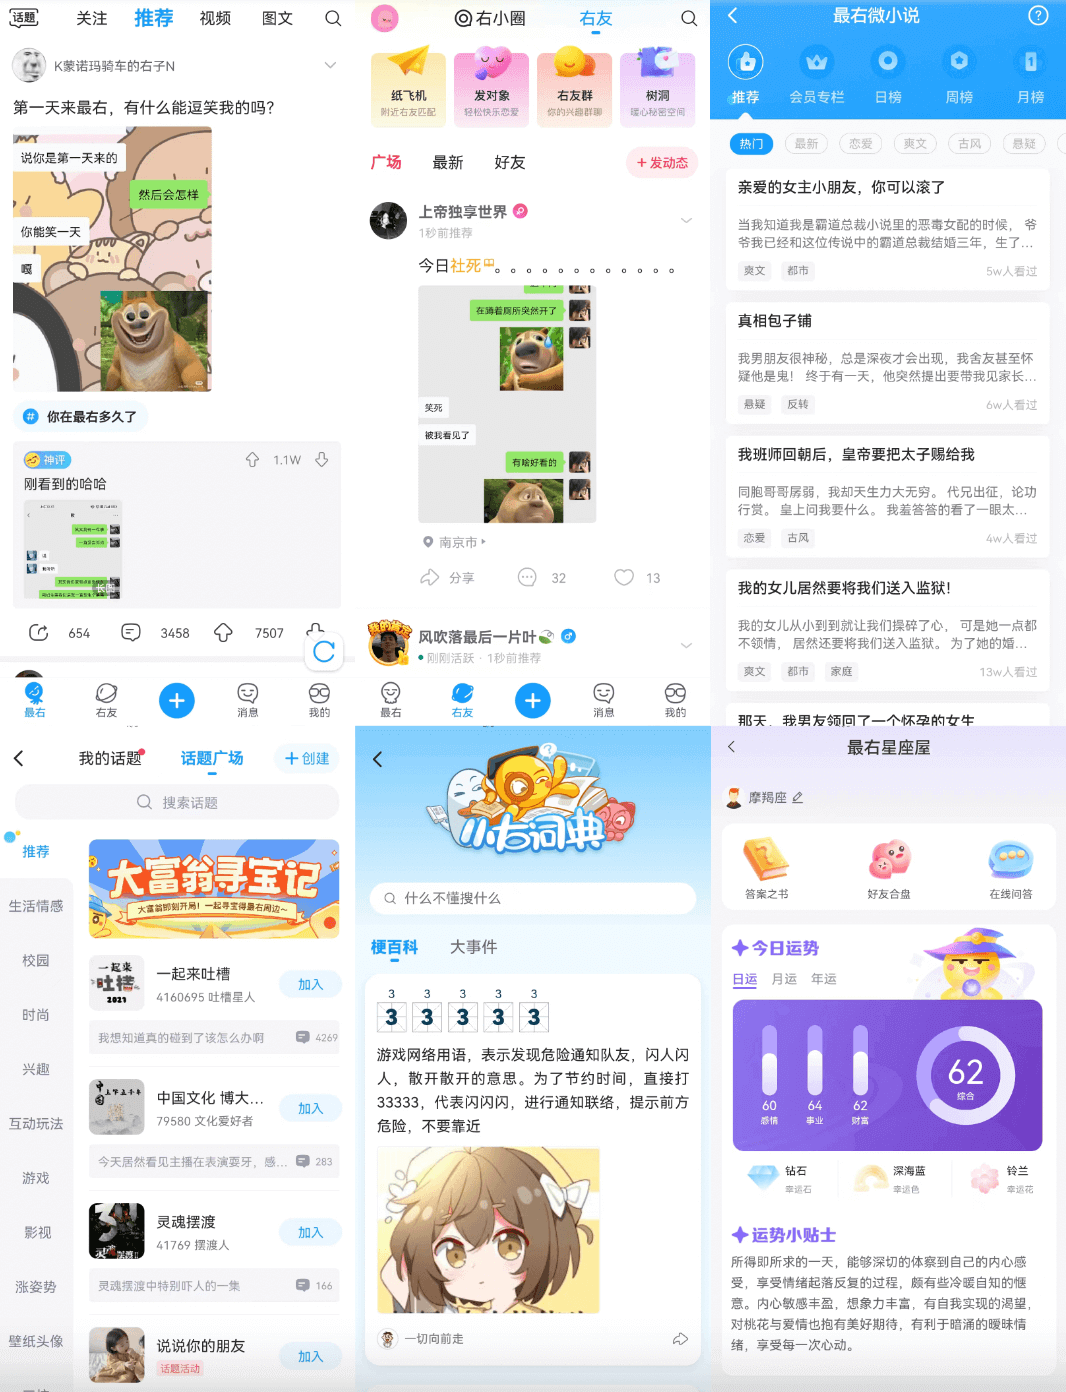 话题 关注 推荐 视频 图文
K蒙诺玛骑车的右子N
第一天来最右，有什么能逗笑我的吗？
说你是第一天来的
然后会怎样
你能笑一天
嘎
# 你在最右多久了
神评 1.1W
刚看到的哈哈
654 3458 7507
最右 右友 消息 我的
右小圈 右友
纸飞机 发对象 右友群 树洞
附近右友匹配 轻松快乐恋爱 你的兴趣群聊 暖心秘密空间
广场 最新 好友 +发动态
上帝独享世界
1秒前推荐
今日社死。。。。。。。。。。。。
在蹲着厕所突然开了
笑死
被我看见了
有啥好看的
南京市
分享 32 13
风吹落最后一片叶
刚刚活跃 · 1秒前推荐
最右 右友 消息 我的
最右微小说
推荐 会员专栏 日榜 周榜 月榜
热门 最新 恋爱 爽文 古风 悬疑
亲爱的女主小朋友，你可以滚了
当我知道我是霸道总裁小说里的恶毒女配的时候， 爷
爷我已经和这位传说中的霸道总裁结婚三年，生了...
爽文 都市 5w人看过
真相包子铺
我男朋友很神秘，总是深夜才会出现，我舍友甚至怀
疑他是鬼！ 终于有一天，他突然提出要带我见家长...
悬疑 反转 6w人看过
我班师回朝后，皇帝要把太子赐给我
同胞哥哥孱弱，我却天生力大无穷。 代兄出征，论功
行赏。 皇上问我要什么。 我羞答答的看了一眼太...
恋爱 古风 4w人看过
我的女儿居然要将我们送入监狱！
我的女儿从小到到就让我们操碎了心， 可是她一点都
不领情， 居然还要将我们送入监狱。 为了她的婚...
爽文 都市 家庭 13w人看过
那天，我男友领回了一个怀孕的女生
我的话题 话题广场 +创建
搜索话题
推荐
生活情感
校园
时尚
兴趣
互动玩法
游戏
影视
涨姿势
壁纸头像
大富翁寻宝记
大富翁即刻开局！一起寻宝得最右周边~
一起来吐槽 2021
一起来吐槽
4160695 吐槽星人
加入
我想知道真的碰到了该怎么办啊 4269
中国文化 博大...
79580 文化爱好者
加入
今天居然看见主播在表演耍牙，感... 283
灵魂摆渡
41769 摆渡人
加入
灵魂摆渡中特别吓人的一集 166
说说你的朋友
话题活动
加入
小右词典
什么不懂搜什么
梗百科 大事件
3 3 3 3 3
3 3 3 3 3
游戏网络用语，表示发现危险通知队友，闪人闪
人，散开散开的意思。为了节约时间，直接打
33333，代表闪闪闪，进行通知联络，提示前方
危险，不要靠近
一切向前走
最右星座屋
摩羯座
答案之书 好友合盘 在线问答
今日运势
日运 月运 年运
60 64 62
感情 事业 财富
62
综合
钻石 深海蓝 铃兰
幸运石 幸运色 幸运花
运势小贴士
所得即所求的一天，能够深切的体察到自己的内心感
受，享受情绪起落反复的过程，颇有些冷暖自知的惬
意。内心敏感丰盈，想象力丰富，有自我实现的渴望，
对桃花与爱情也抱有美好期待，有利于暗涌的暧昧情
绪，享受每一次心动。